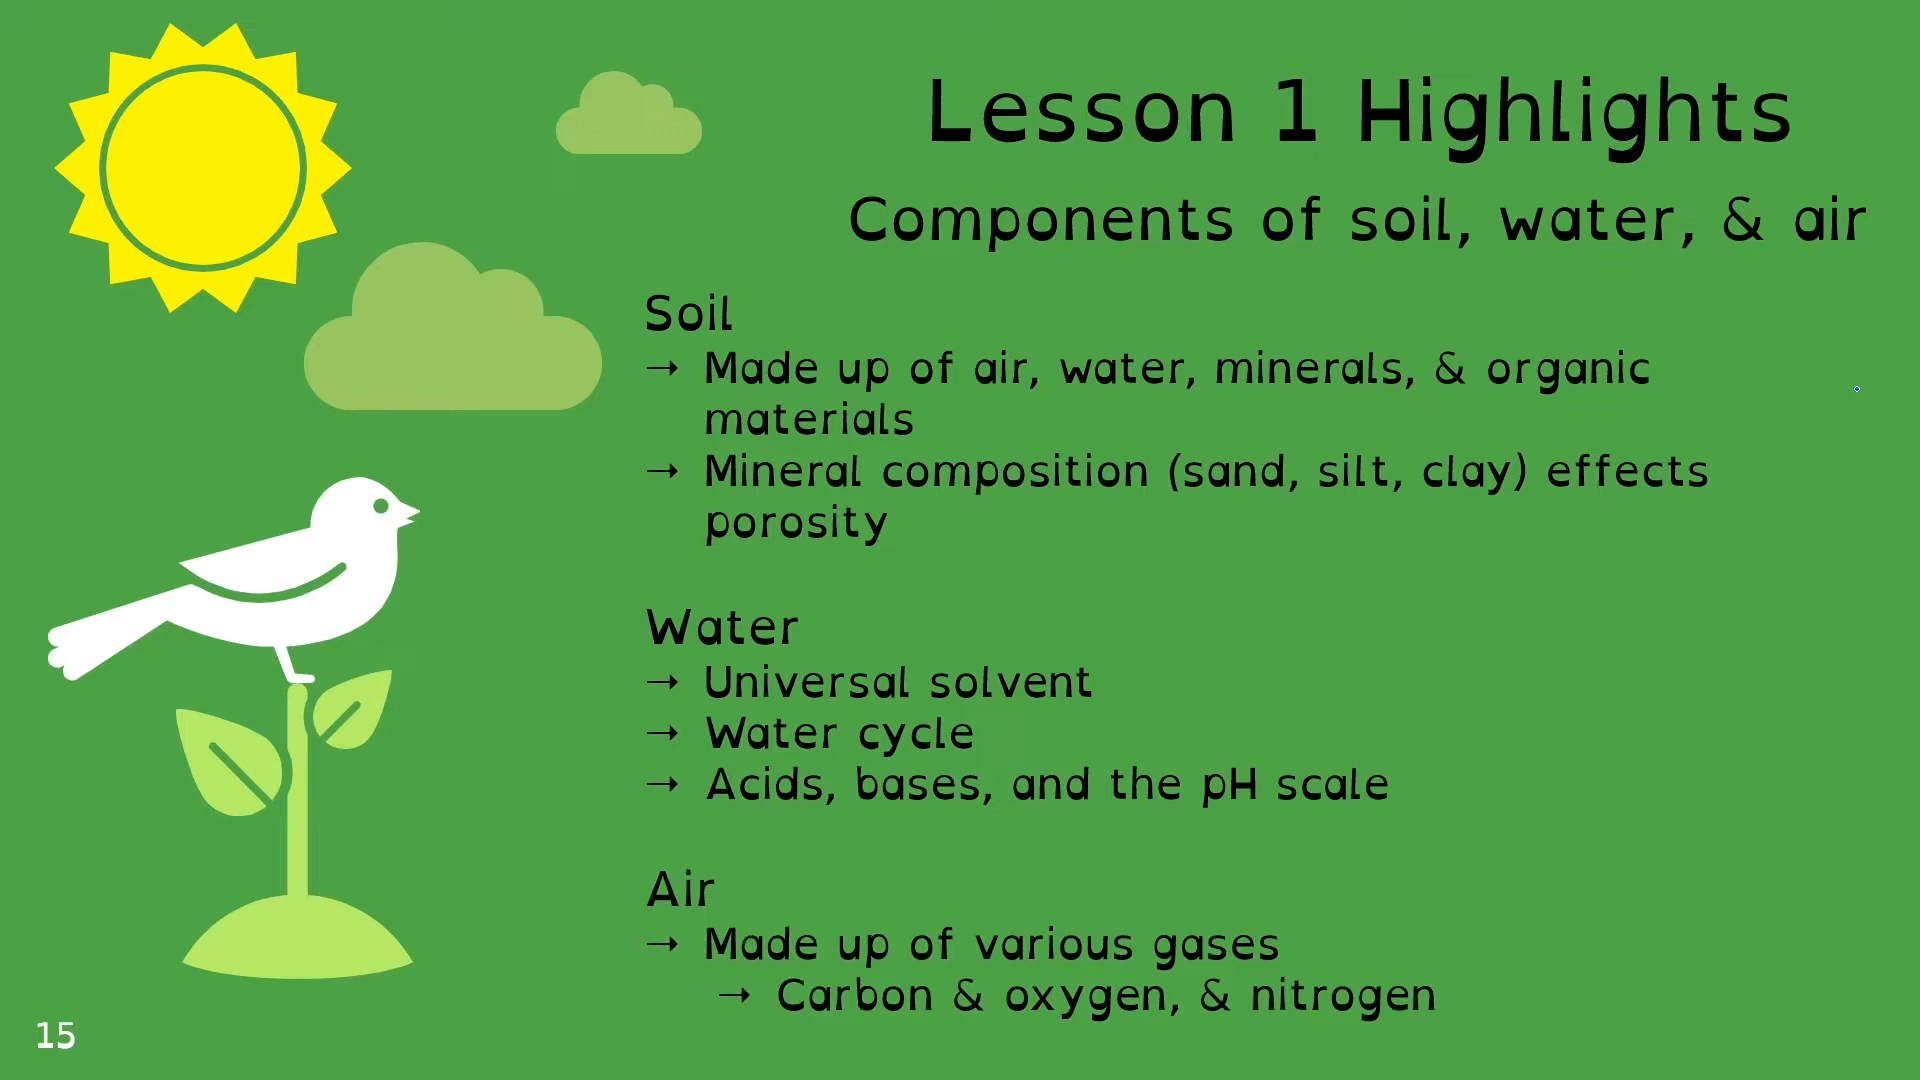 Lesson 1 Highlights
Components of soil, water, & air
Soil
→ Made up of air, water, minerals, & organic
materials
→ Mineral composition (sand, silt, clay) effects
porosity
Water
→ Universal solvent
→ Water cycle
→ Acids, bases, and the pH scale
Air
→ Made up of various gases
→ Carbon & oxygen, & nitrogen
15